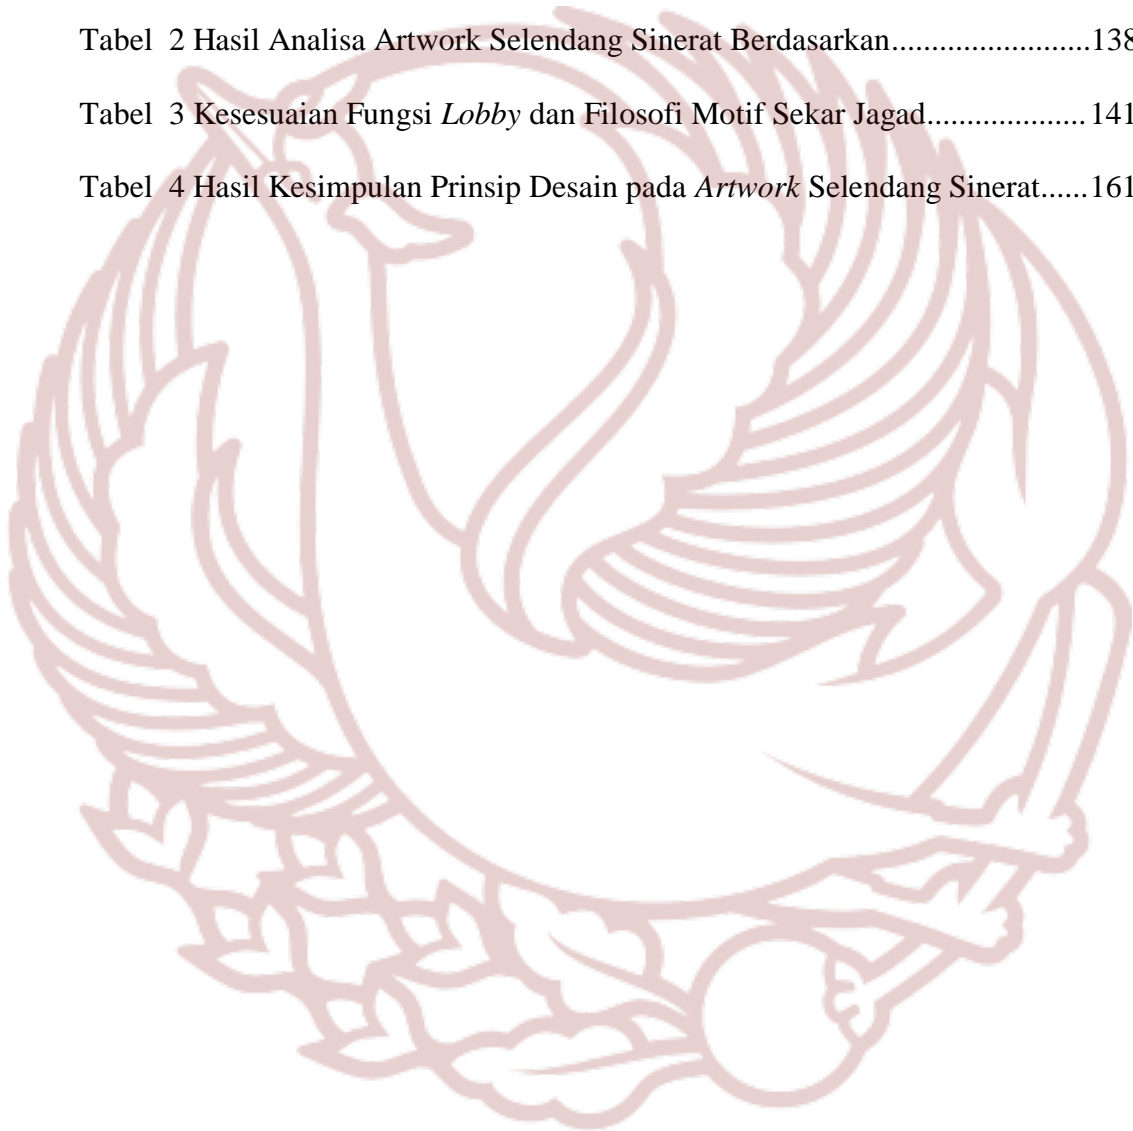 Tabel  2 Hasil Analisa Artwork Selendang Sinerat Berdasarkan.........................138
Tabel  3 Kesesuaian Fungsi Lobby dan Filosofi Motif Sekar Jagad....................141
Tabel  4 Hasil Kesimpulan Prinsip Desain pada Artwork Selendang Sinerat......161